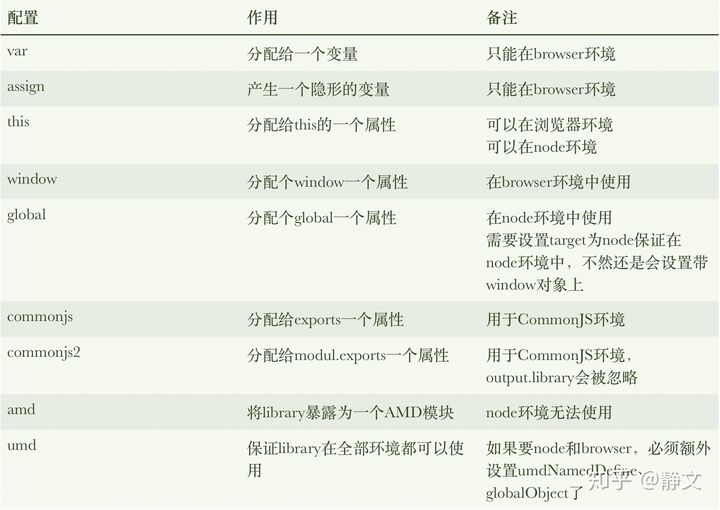 配置 作用 备注
var 分配给一个变量 只能在browser环境
assign 产生一个隐形的变量 只能在browser环境
this 分配给this的一个属性 可以在浏览器环境
可以在node环境
window 分配个window一个属性 在browser环境中使用
global 分配个global一个属性 在node环境中使用
需要设置target为node保证在
node环境中，不然还是会设置带
window对象上
commonjs 分配给exports一个属性 用于CommonJS环境
commonjs2 分配给modul.exports一个属性 用于CommonJS环境，
output.library会被忽略
amd 将library暴露为一个AMD模块 node环境无法使用
umd 保证library在全部环境都可以使 如果要node和browser，必须额外
用 设置umdNamedDefine、
globalObject了
知乎 @静文